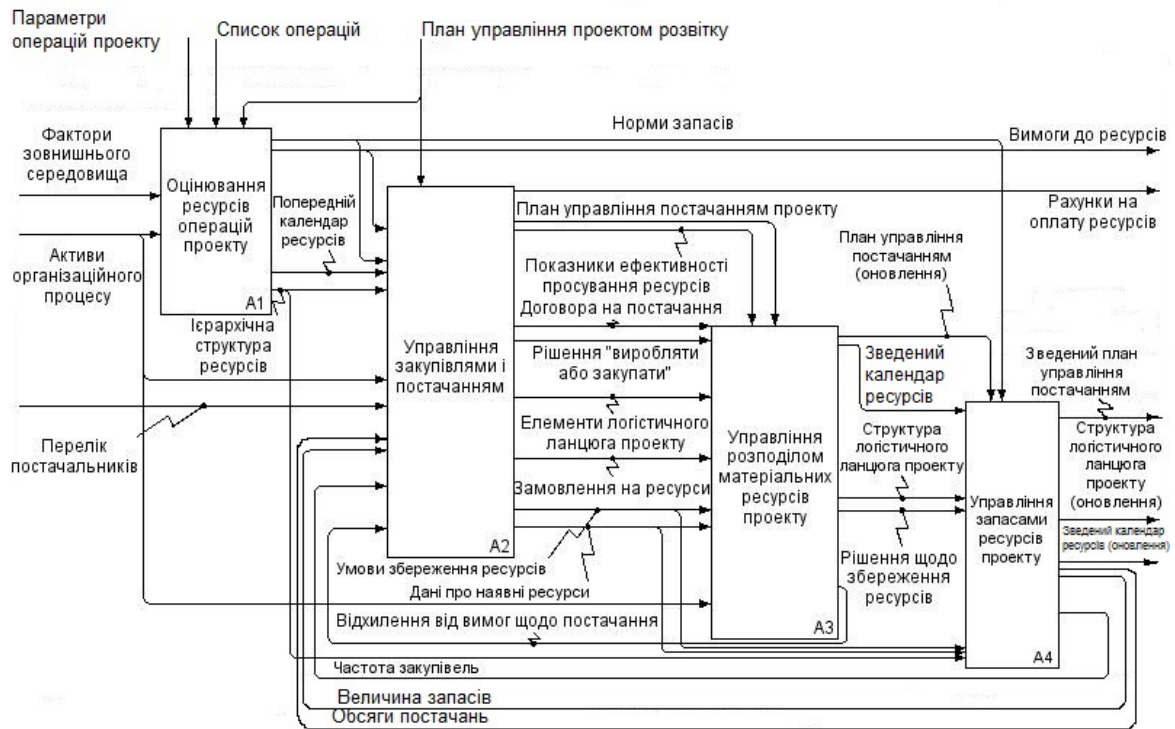 Параметри
операцій проекту
Список операцій
План управління проектом розвітку
Норми запасів
Вимоги до ресурсів
Фактори
зовнишнього
середовища
Оцінювання
ресурсів
операцій
проекту
А1
Попередній
календар
ресурсів
План управління постачанням проекту
Рахунки на
оплату ресурсів
План управління
постачанням
(оновлення)
Активи
організаційного
процесу
Показники ефективності
просування ресурсів
Договора на постачання
Ієрархічна
структура
ресурсів
Управління
закупівлями і
постачанням
А2
Рішення "виробляти
або закупати"
Зведений
календар
ресурсів
Зведений план
управління
постачанням
Перелік
постачальників
Елементи логістичного
ланцюга проекту
Управління
розподілом
матеріальних
ресурсів
проекту
А3
Структура
логістичного
ланцюга проекту
Структура
логістичного
ланцюга
проекту
(оновлення)
Замовлення на ресурси
Управління
запасами
ресурсів
проекту
А4
Зведений календар
ресурсів (оновлення)
Умови збереження ресурсів
Рішення щодо
збереження
ресурсів
Дані про наявні ресурси
Відхилення від вимог щодо постачання
Частота закупівель
Величина запасів
Обсяги постачань